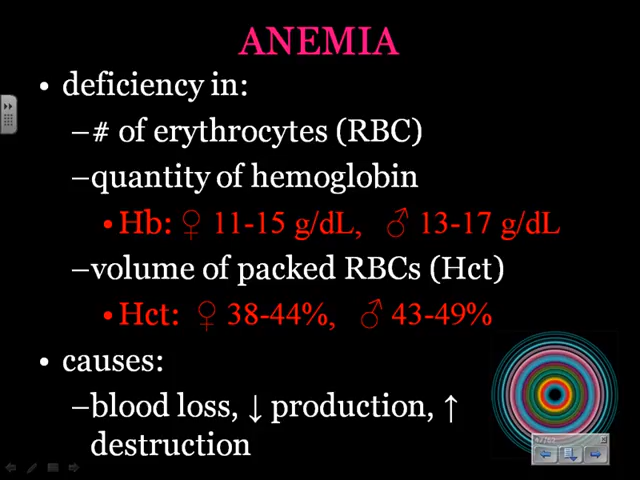 ANEMIA
• deficiency in:
–# of erythrocytes (RBC)
–quantity of hemoglobin
• Hb: ♀ 11-15 g/dL, ♂ 13-17 g/dL
–volume of packed RBCs (Hct)
• Hct: ♀ 38-44%, ♂ 43-49%
• causes:
–blood loss, ↓ production, ↑
destruction